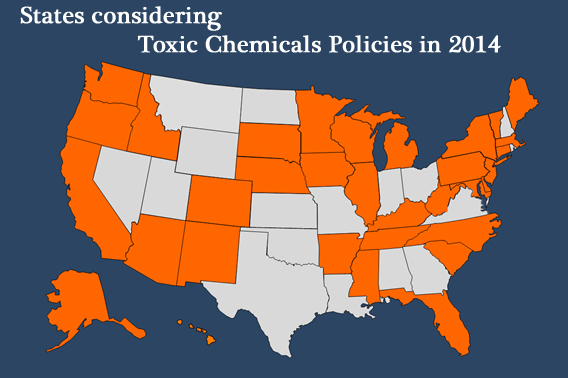 States considering
Toxic Chemicals Policies in 2014